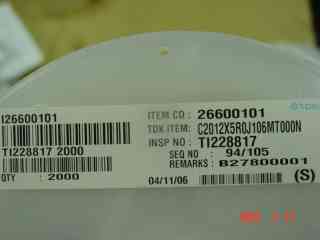 I26600101
ITEM CD : 26600101
TDK ITEM: C2012X5R0J106MT000N
TI228817 2000
INSP NO : TI228817
SEQ NO : 94/105
REMARKS : B27800001
QTY : 2000
04/11/06
(S)